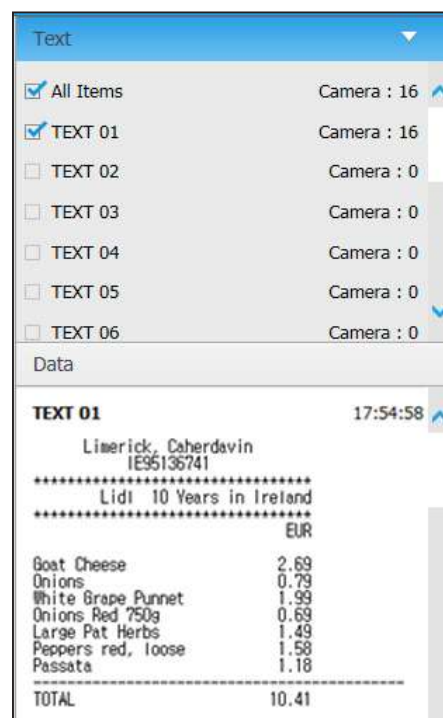 Text
All Items Camera : 16
TEXT 01 Camera : 16
TEXT 02 Camera : 0
TEXT 03 Camera : 0
TEXT 04 Camera : 0
TEXT 05 Camera : 0
TEXT 06 Camera : 0
Data
TEXT 01 17:54:58
Limerick, Caherdavin
IE95136741
***********************************
Lidl 10 Years in Ireland
***********************************
EUR
Goat Cheese 2.69
Onions 0.79
White Grape Punnet 1.99
Onions Red 750g 0.69
Large Pat Herbs 1.49
Peppers red, loose 1.58
Passata 1.18
--------------------------------------------
TOTAL 10.41